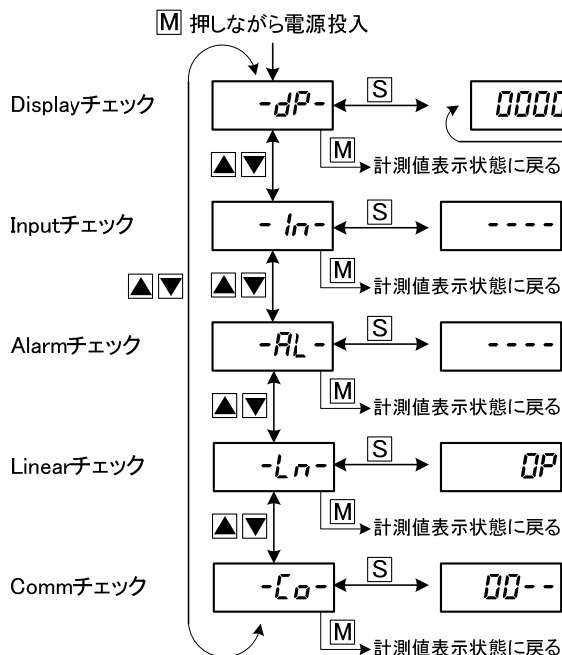 M 押しながら電源投入
Displayチェック
-dP-
S
0000
▲ ▼
M
計測値表示状態に戻る
Inputチェック
-In-
S
----
▲ ▼
▲ ▼
M
計測値表示状態に戻る
Alarmチェック
-AL-
S
----
▲ ▼
M
計測値表示状態に戻る
Linearチェック
-Ln-
S
OP
▲ ▼
M
計測値表示状態に戻る
Commチェック
-Co-
S
00--
M
計測値表示状態に戻る